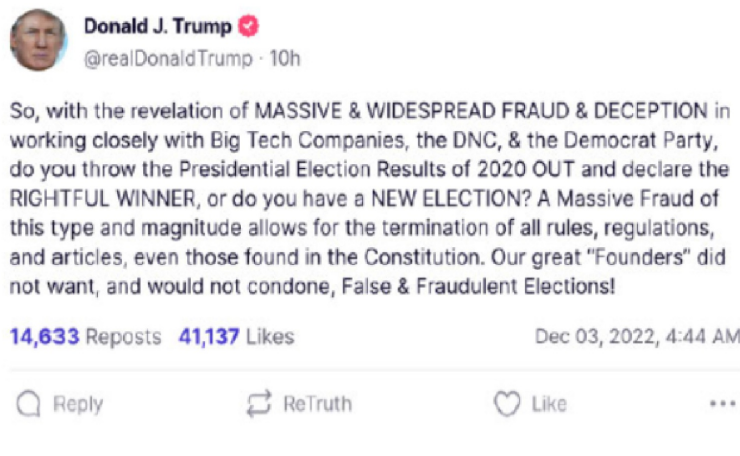 Donald J. Trump
@realDonaldTrump · 10h
So, with the revelation of MASSIVE & WIDESPREAD FRAUD & DECEPTION in
working closely with Big Tech Companies, the DNC, & the Democrat Party,
do you throw the Presidential Election Results of 2020 OUT and declare the
RIGHTFUL WINNER, or do you have a NEW ELECTION? A Massive Fraud of
this type and magnitude allows for the termination of all rules, regulations,
and articles, even those found in the Constitution. Our great "Founders" did
not want, and would not condone, False & Fraudulent Elections!
14,633 Reposts 41,137 Likes Dec 03, 2022, 4:44 AM
Reply ReTruth Like